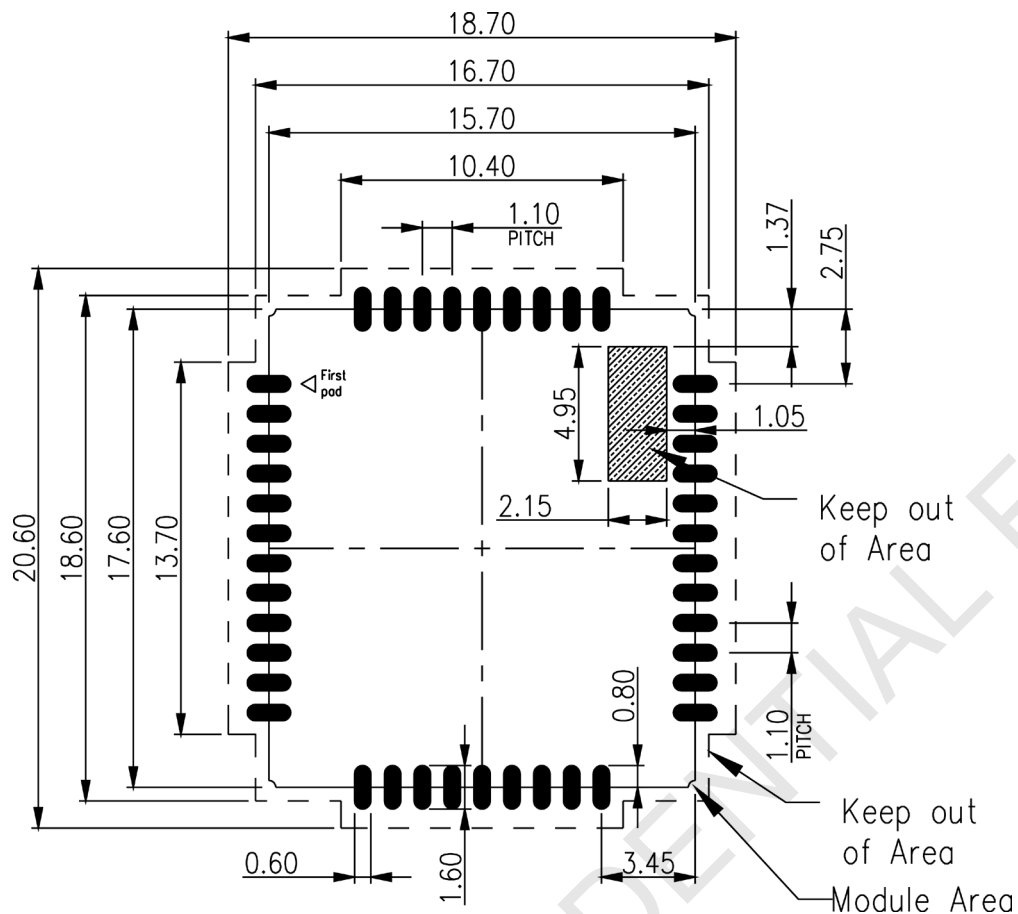 18.70
16.70
15.70
10.40
1.10
PITCH
1.37
2.75
First
pad
4.95
1.05
2.15
Keep out
of Area
20.60
18.60
17.60
13.70
0.80
1.10
PITCH
Keep out
of Area
0.60
1.60
3.45
Module Area
DENTIAL